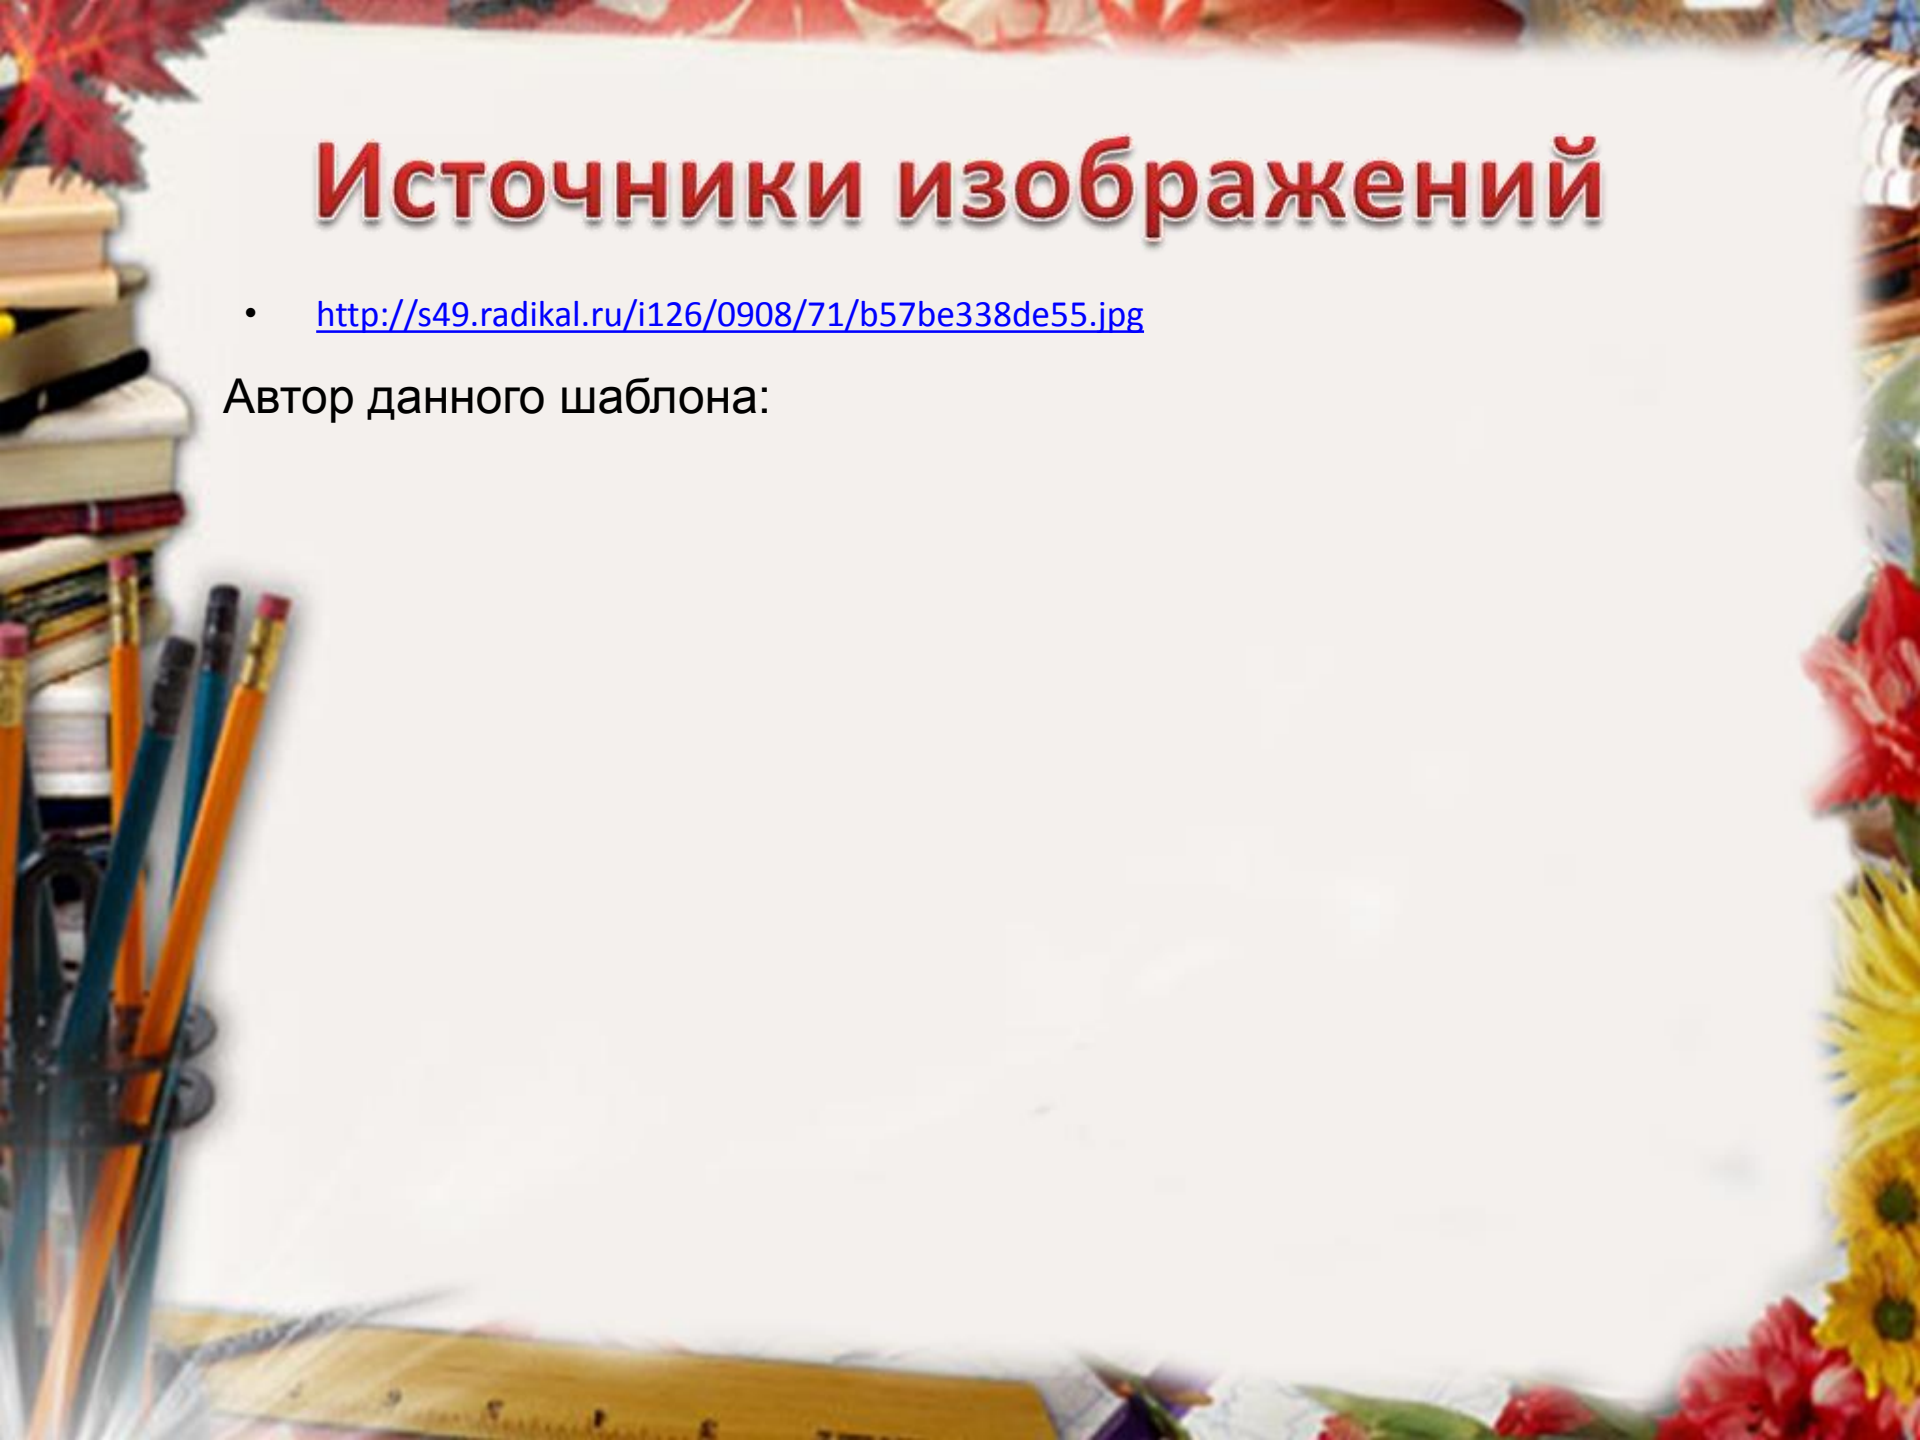 Источники изображений
• http://s49.radikal.ru/i126/0908/71/b57be338de55.jpg
Автор данного шаблона: